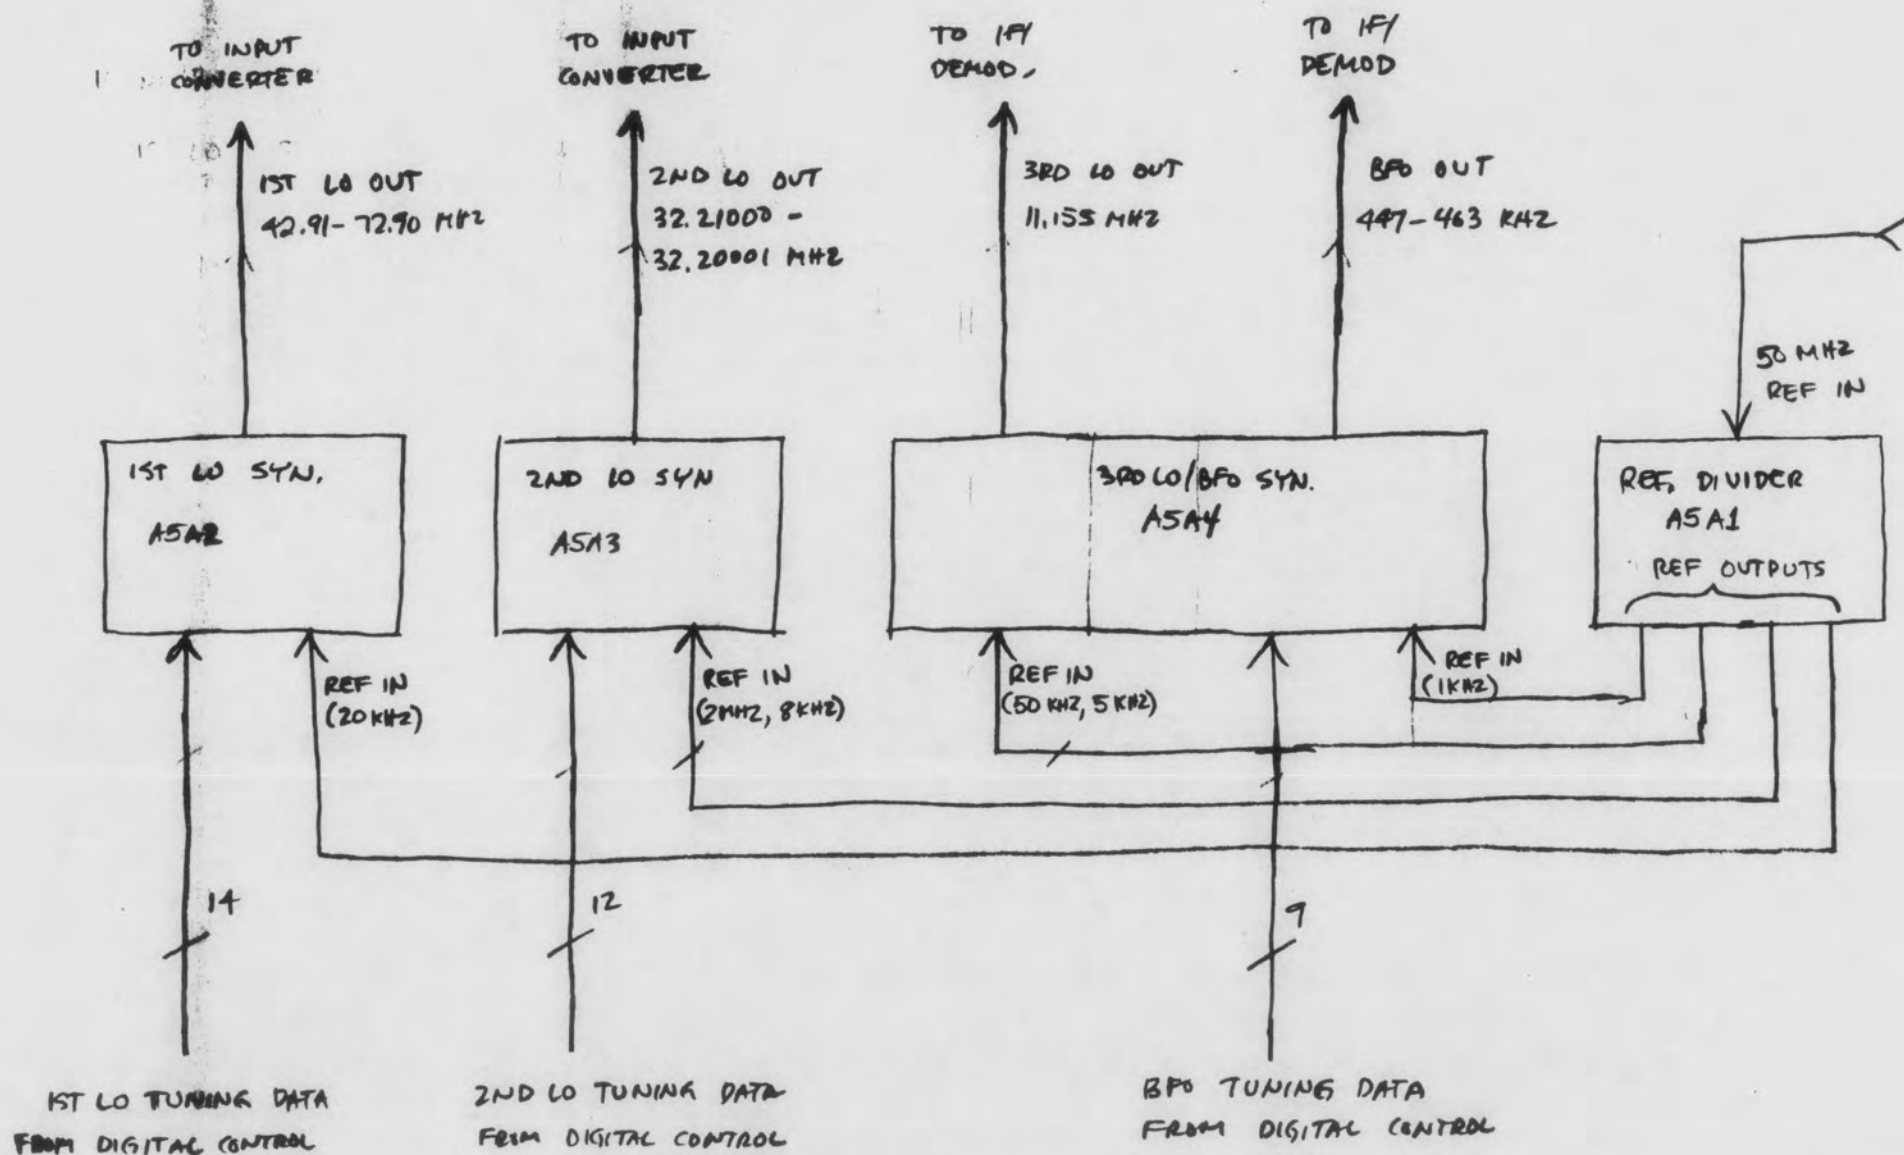 TO INPUT
CONVERTER
TO INPUT
CONVERTER
TO IF/
DEMOD.
TO IF/
DEMOD
1ST LO OUT
42.91-72.90 MHZ
2ND LO OUT
32.21000 -
32.20001 MHZ
3RD LO OUT
11.155 MHZ
BFO OUT
447-463 KHZ
50 MHZ
REF IN
1ST LO SYN.
A5A2
2ND LO SYN
A5A3
3RD LO/BFO SYN.
A5A4
REF. DIVIDER
A5A1
REF OUTPUTS
REF IN
(20 KHZ)
REF IN
(2MHZ, 8KHZ)
REF IN
(50 KHZ, 5 KHZ)
REF IN
(1KHZ)
14
12
9
1ST LO TUNING DATA
FROM DIGITAL CONTROL
2ND LO TUNING DATA
FROM DIGITAL CONTROL
BFO TUNING DATA
FROM DIGITAL CONTROL